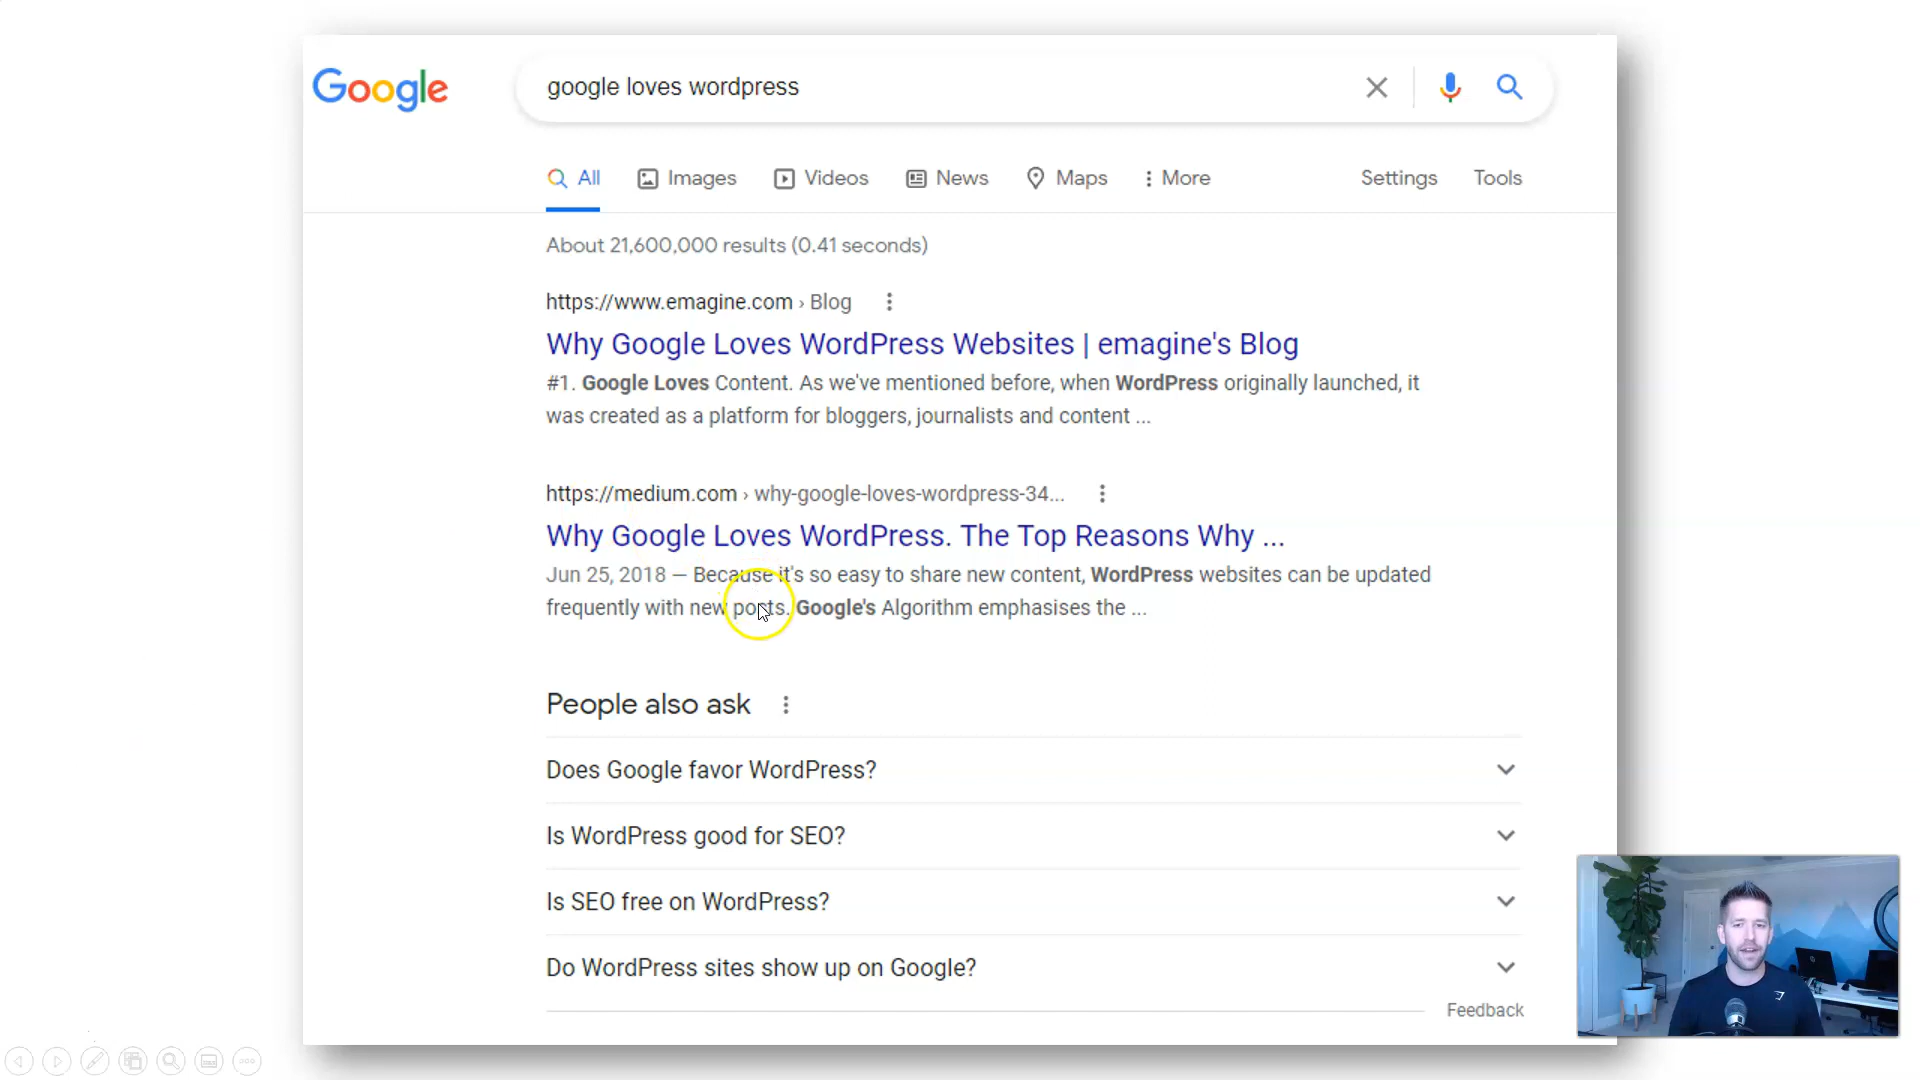 Google
google loves wordpress
All Images Videos News Maps More Settings Tools
About 21,600,000 results (0.41 seconds)
https://www.emagine.com › Blog
Why Google Loves WordPress Websites | emagine's Blog
#1. Google Loves Content. As we've mentioned before, when WordPress originally launched, it
was created as a platform for bloggers, journalists and content ...
https://medium.com › why-google-loves-wordpress-34...
Why Google Loves WordPress. The Top Reasons Why ...
Jun 25, 2018 — Because it's so easy to share new content, WordPress websites can be updated
frequently with new posts. Google's Algorithm emphasises the ...
People also ask
Does Google favor WordPress?
Is WordPress good for SEO?
Is SEO free on WordPress?
Do WordPress sites show up on Google?
Feedback